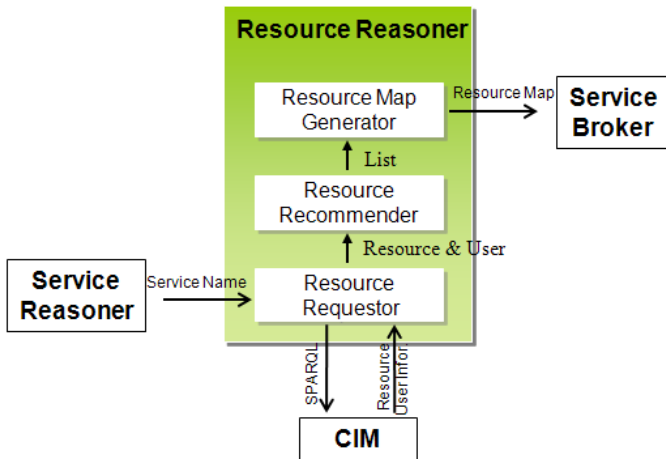 Resource Reasoner
Resource Map
Generator
Resource Map
Service
Broker
List
Resource
Recommender
Resource & User
Service
Reasoner
Service Name
Resource
Requestor
SPARQL
Resource
User Infor.
CIM